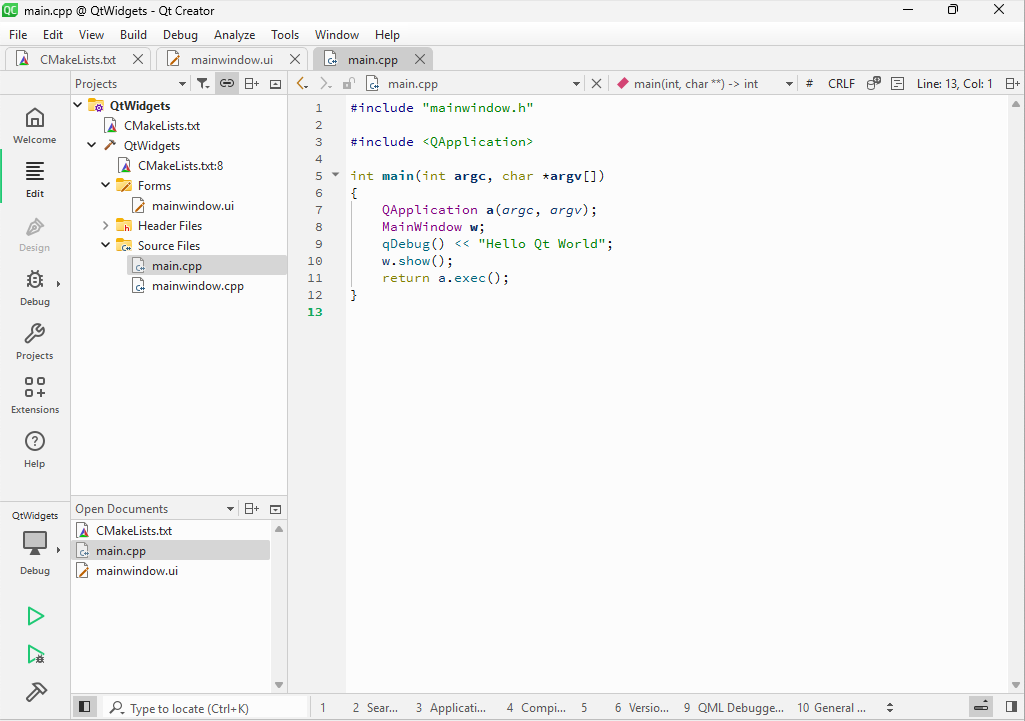 QC main.cpp @ QtWidgets - Qt Creator
File Edit View Build Debug Analyze Tools Window Help
CMakeLists.txt mainwindow.ui main.cpp
Projects main.cpp main(int, char **) -> int # CRLF Line: 13, Col: 1
Welcome
Edit
Design
Debug
Projects
Extensions
Help
QtWidgets
Debug
QtWidgets
CMakeLists.txt
QtWidgets
CMakeLists.txt:8
Forms
mainwindow.ui
Header Files
Source Files
main.cpp
mainwindow.cpp
Open Documents
CMakeLists.txt
main.cpp
mainwindow.ui
1 #include "mainwindow.h"
2
3 #include <QApplication>
4
5 int main(int argc, char *argv[])
6 {
7 QApplication a(argc, argv);
8 MainWindow w;
9 qDebug() << "Hello Qt World";
10 w.show();
11 return a.exec();
12 }
13
Type to locate (Ctrl+K) 1 2 Sear... 3 Applicati... 4 Compi... 5 6 Versio... 9 QML Debugge... 10 General ...